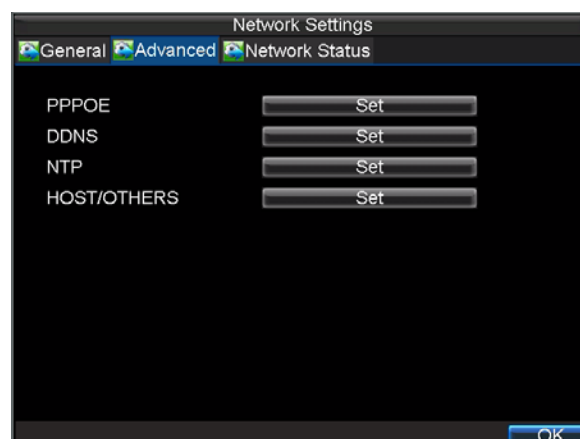 Network Settings
General Advanced Network Status
PPPOE Set
DDNS Set
NTP Set
HOST/OTHERS Set
OK